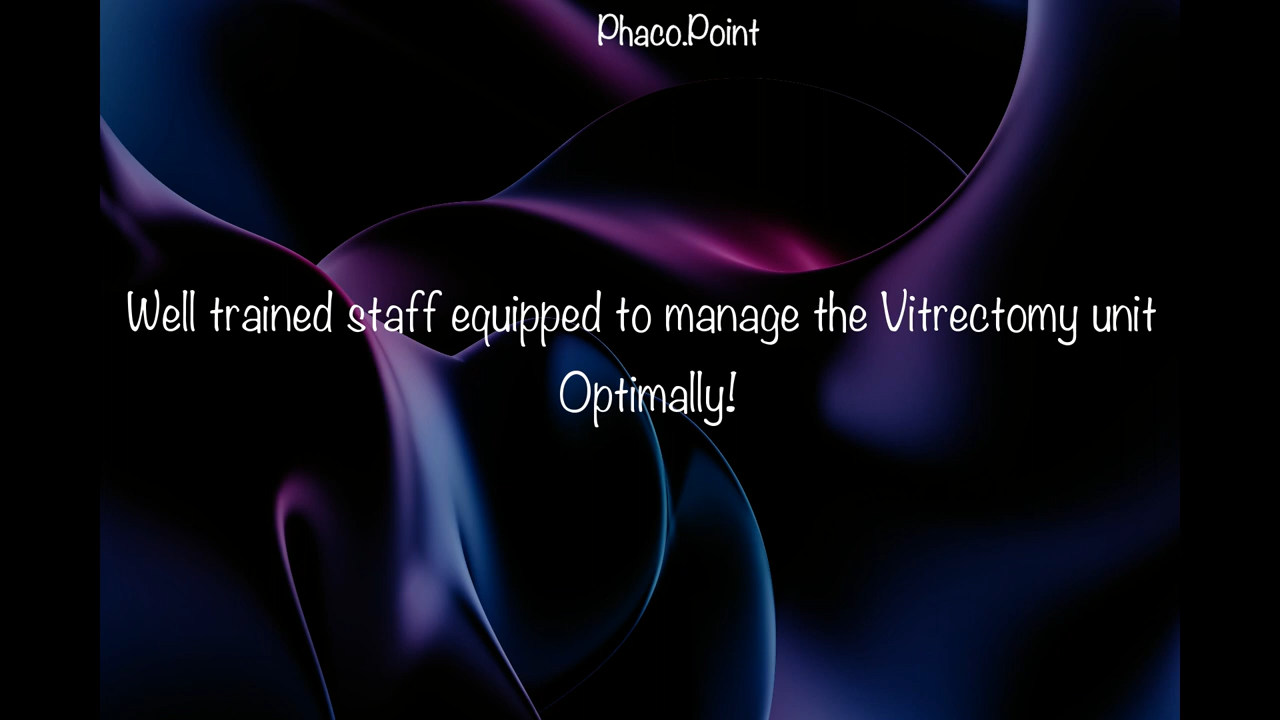 Phaco.Point
Well trained staff equipped to manage the Vitrectomy unit
Optimally!